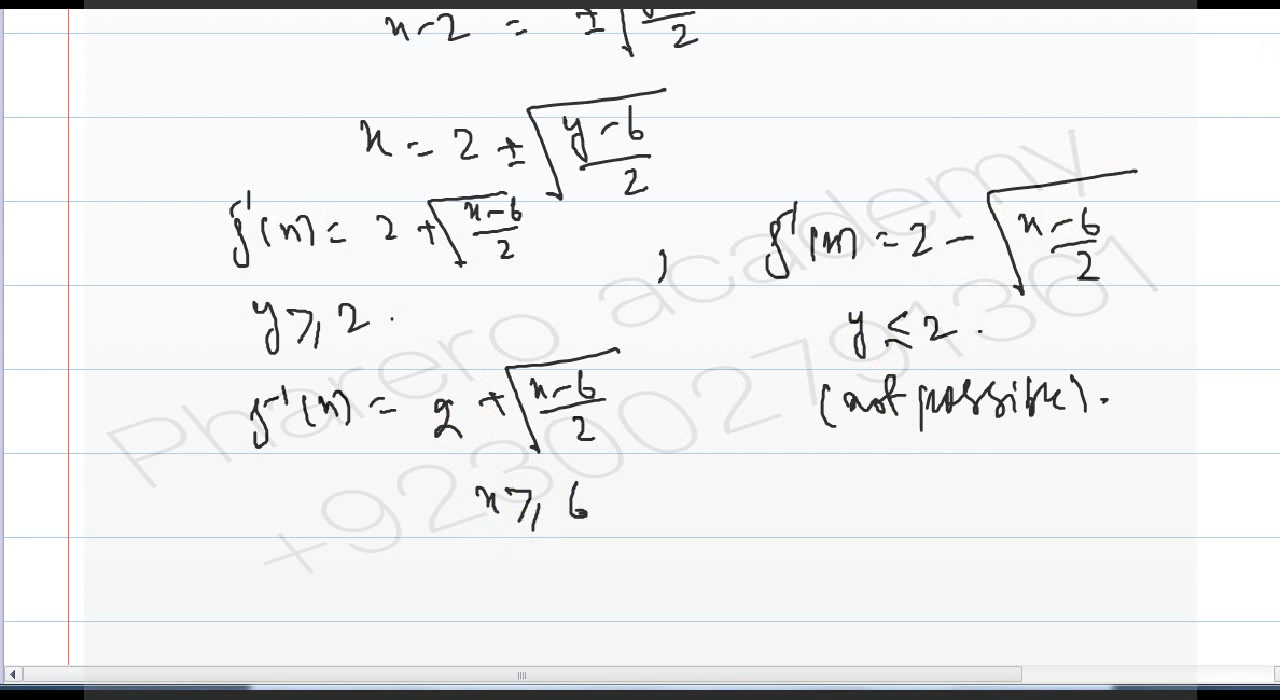 x-2 = ±√(/2)
x = 2 ± √((y-6)/2)
f⁻¹(x) = 2 + √((x-6)/2) , f⁻¹(x) = 2 - √((x-6)/2)
y ≥ 2. y ≤ 2.
f⁻¹(x) = 2 + √((x-6)/2) (not possible).
x ≥ 6
Pharero academy
+923002791361